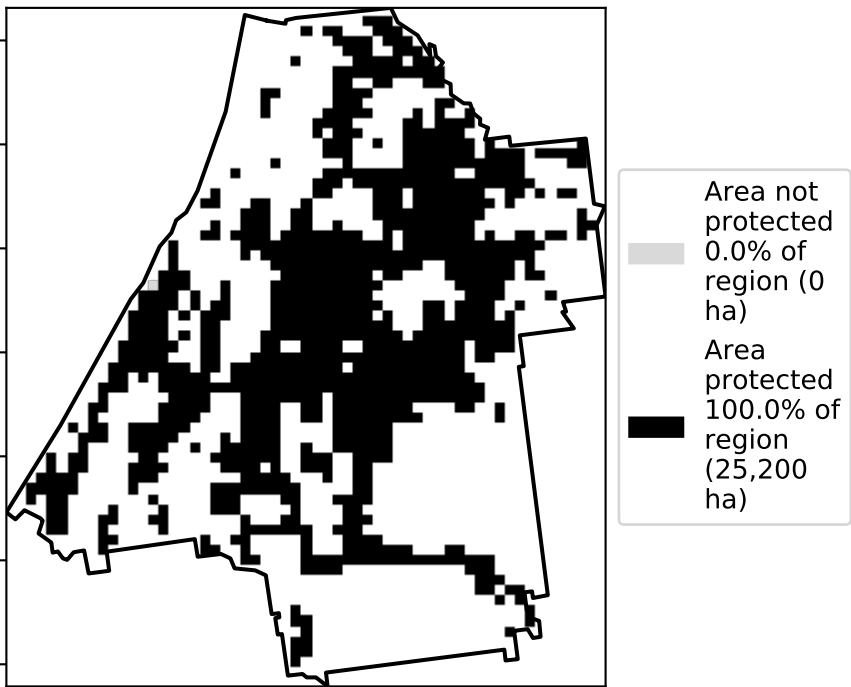 Area not
protected
0.0% of
region (0
ha)
Area
protected
100.0% of
region
(25,200
ha)